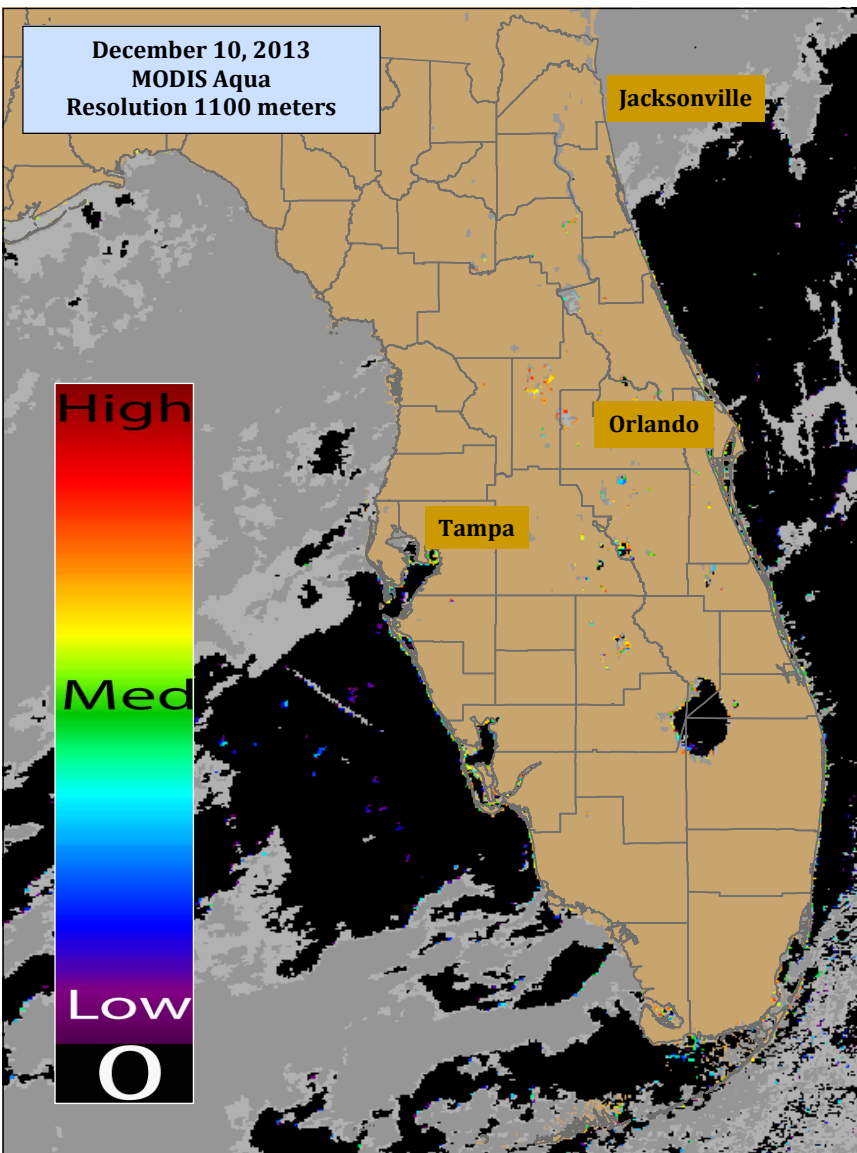 December 10, 2013
MODIS Aqua
Resolution 1100 meters
Jacksonville
High
Orlando
Tampa
Med
Low
0